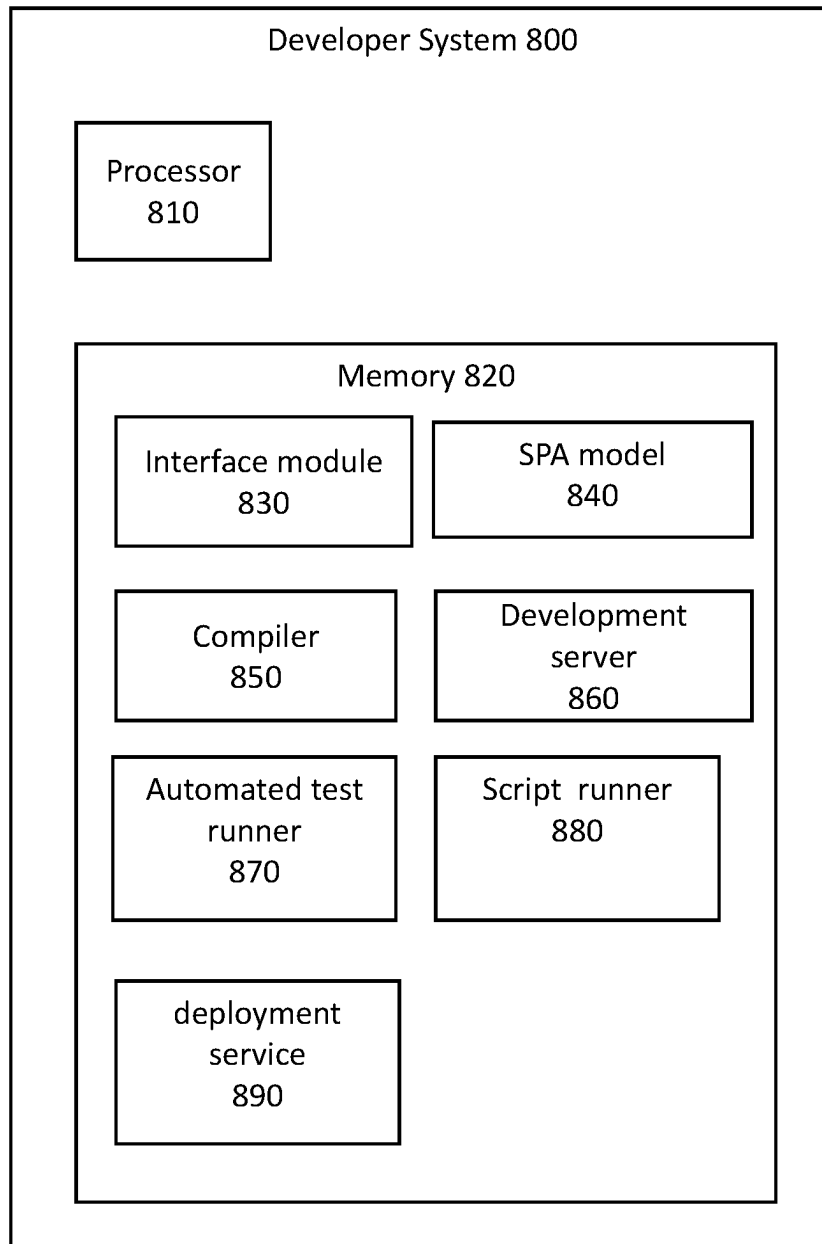 Developer System 800
Processor
810
Memory 820
Interface module
830
SPA model
840
Compiler
850
Development
server
860
Automated test
runner
870
Script runner
880
deployment
service
890